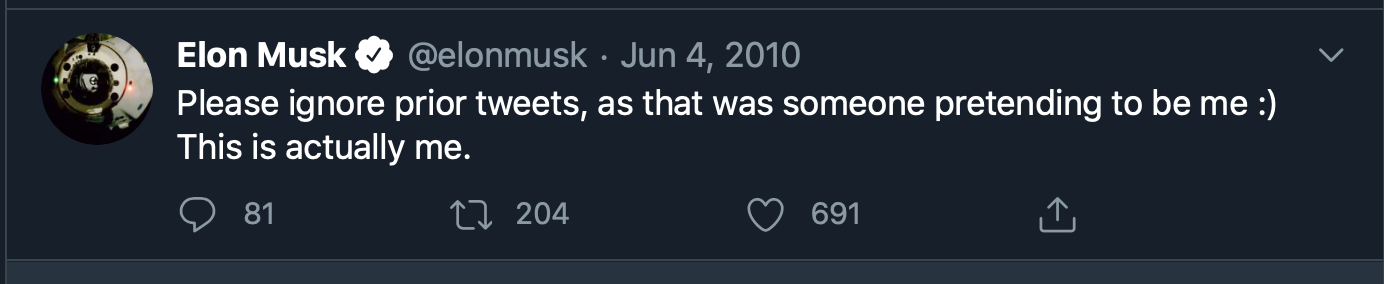 Elon Musk @elonmusk · Jun 4, 2010
Please ignore prior tweets, as that was someone pretending to be me :)
This is actually me.
81 204 691